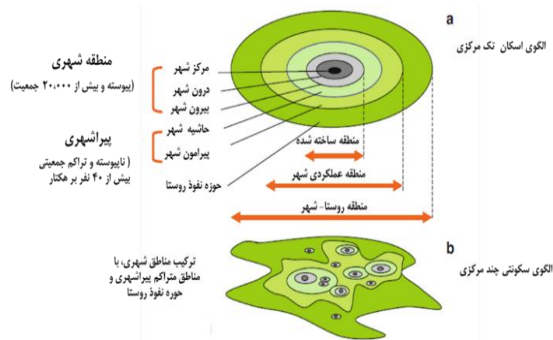 a
الگوی اسکان تک مرکزی
منطقه شهری
(پیوسته و بیش از ۲۰،۰۰۰ جمعیت)
مرکز شهر
درون شهر
بیرون شهر
حاشیه شهر
پیرامون شهر
حوزه نفوذ روستا
پیراشهری
( ناپیوسته و تراکم جمعیتی
بیش از ۴۰ نفر بر هکتار
منطقه ساخته شده
منطقه عملکردی شهر
منطقه روستا- شهر
b
الگوی سکونتی چند مرکزی
ترکیب مناطق شهری، با
مناطق متراکم پیراشهری و
حوزه نفوذ روستا